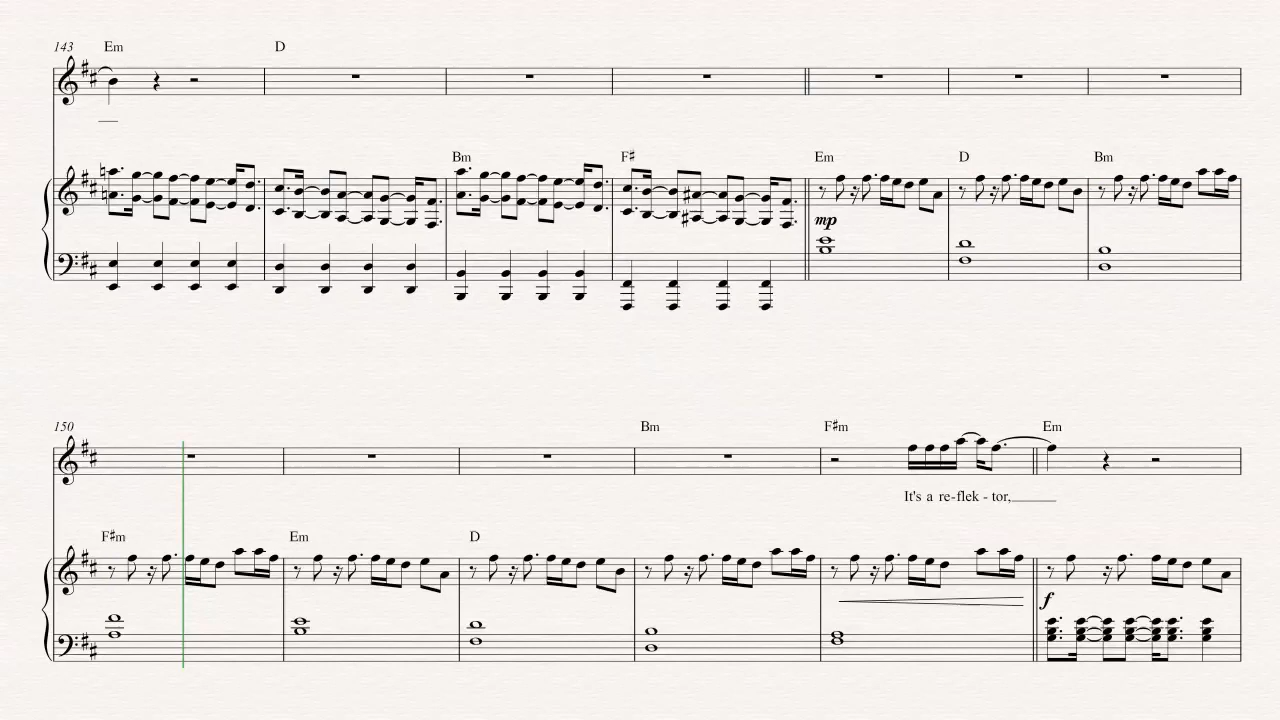 143 Em D
Bm F♯ Em D Bm
mp
150 Bm F♯m Em
It's a re-flek - tor,
F♯m Em D
f